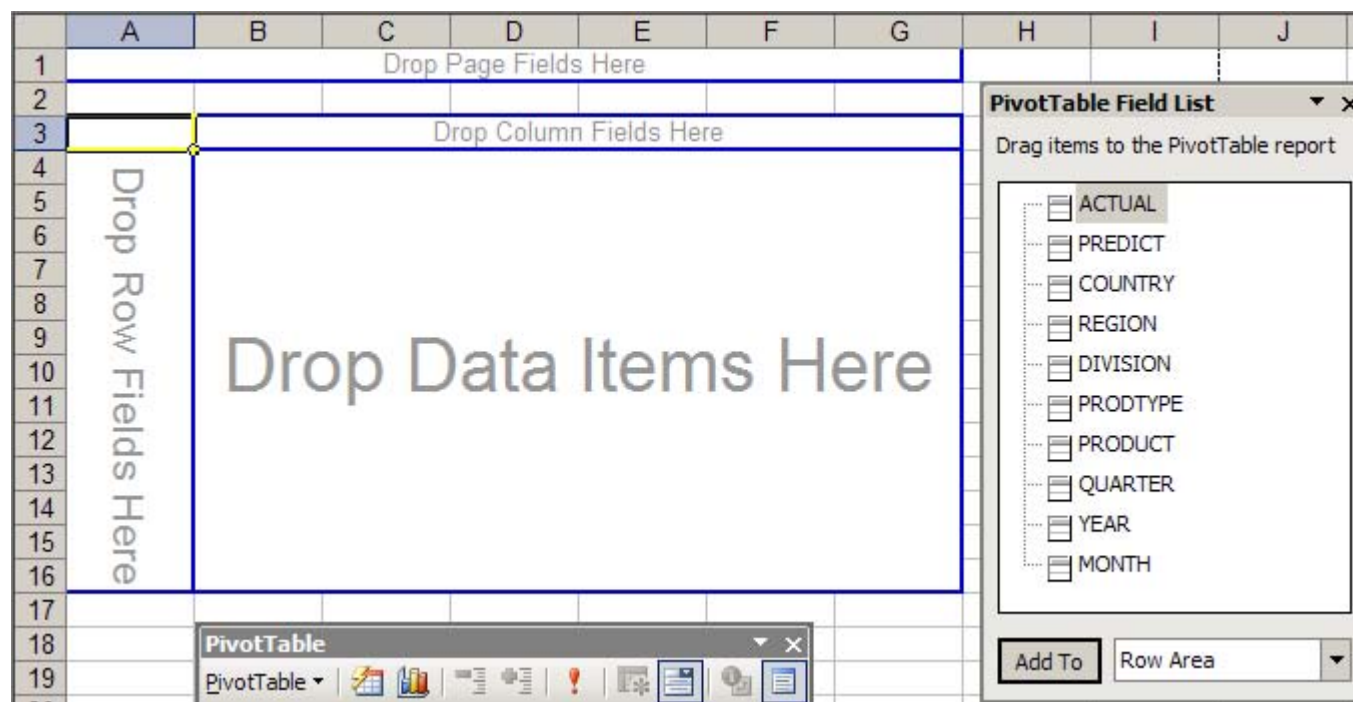 A B C D E F G H I J
1 Drop Page Fields Here
2
3 Drop Column Fields Here
4
5
6
7
8
9
10
11
12
13
14
15
16
17
18
19
Drop Row Fields Here
Drop Data Items Here
PivotTable Field List
Drag items to the PivotTable report
ACTUAL
PREDICT
COUNTRY
REGION
DIVISION
PRODTYPE
PRODUCT
QUARTER
YEAR
MONTH
Add To Row Area
PivotTable
PivotTable